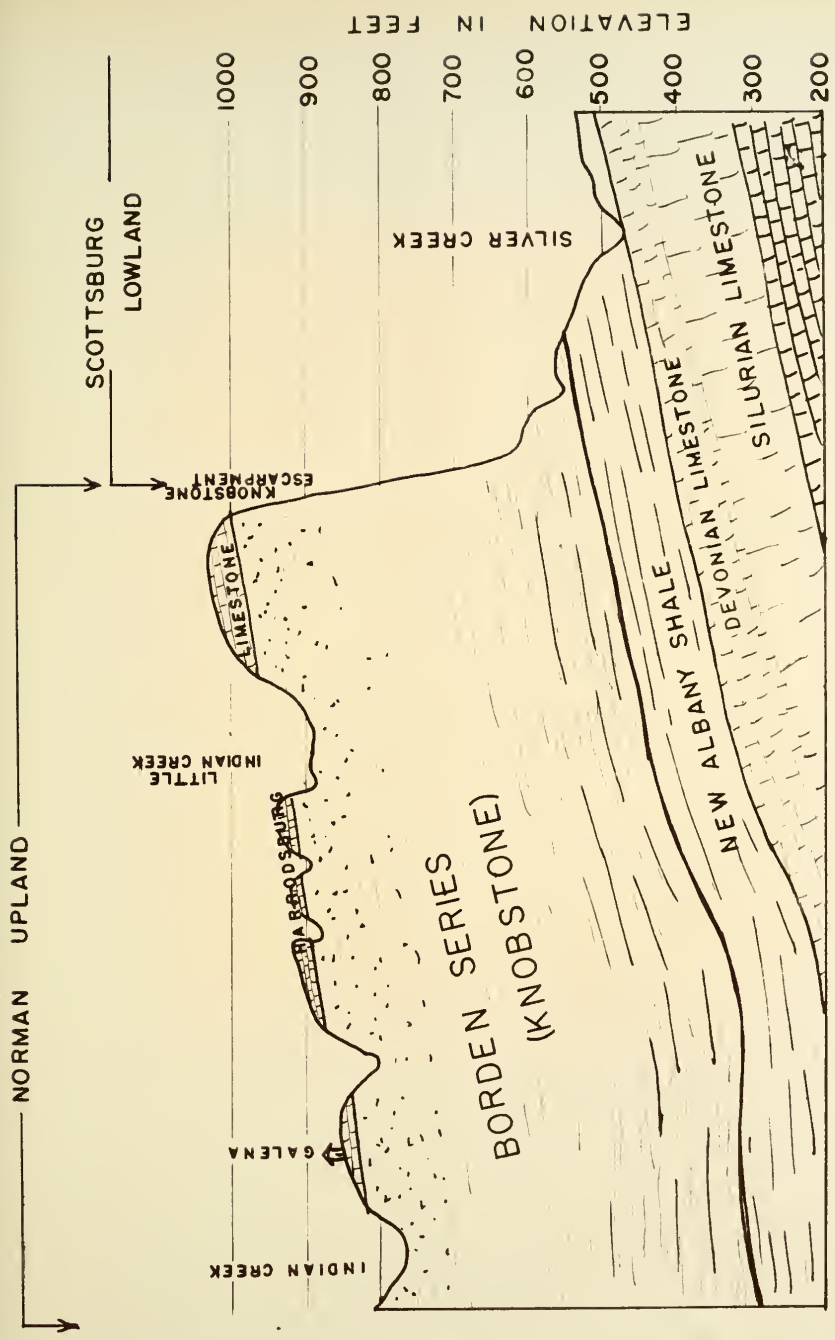 NORMAN UPLAND
SCOTTSBURG
LOWLAND
ELEVATION IN FEET
1000
900
800
700
600
500
400
300
200
INDIAN CREEK
GALENA
HARRODSBURG
LITTLE
INDIAN CREEK
LIMESTONE
KNOBSTONE
ESCARPMENT
SILVER CREEK
BORDEN SERIES
(KNOBSTONE)
NEW ALBANY SHALE
DEVONIAN LIMESTONE
SILURIAN LIMESTONE